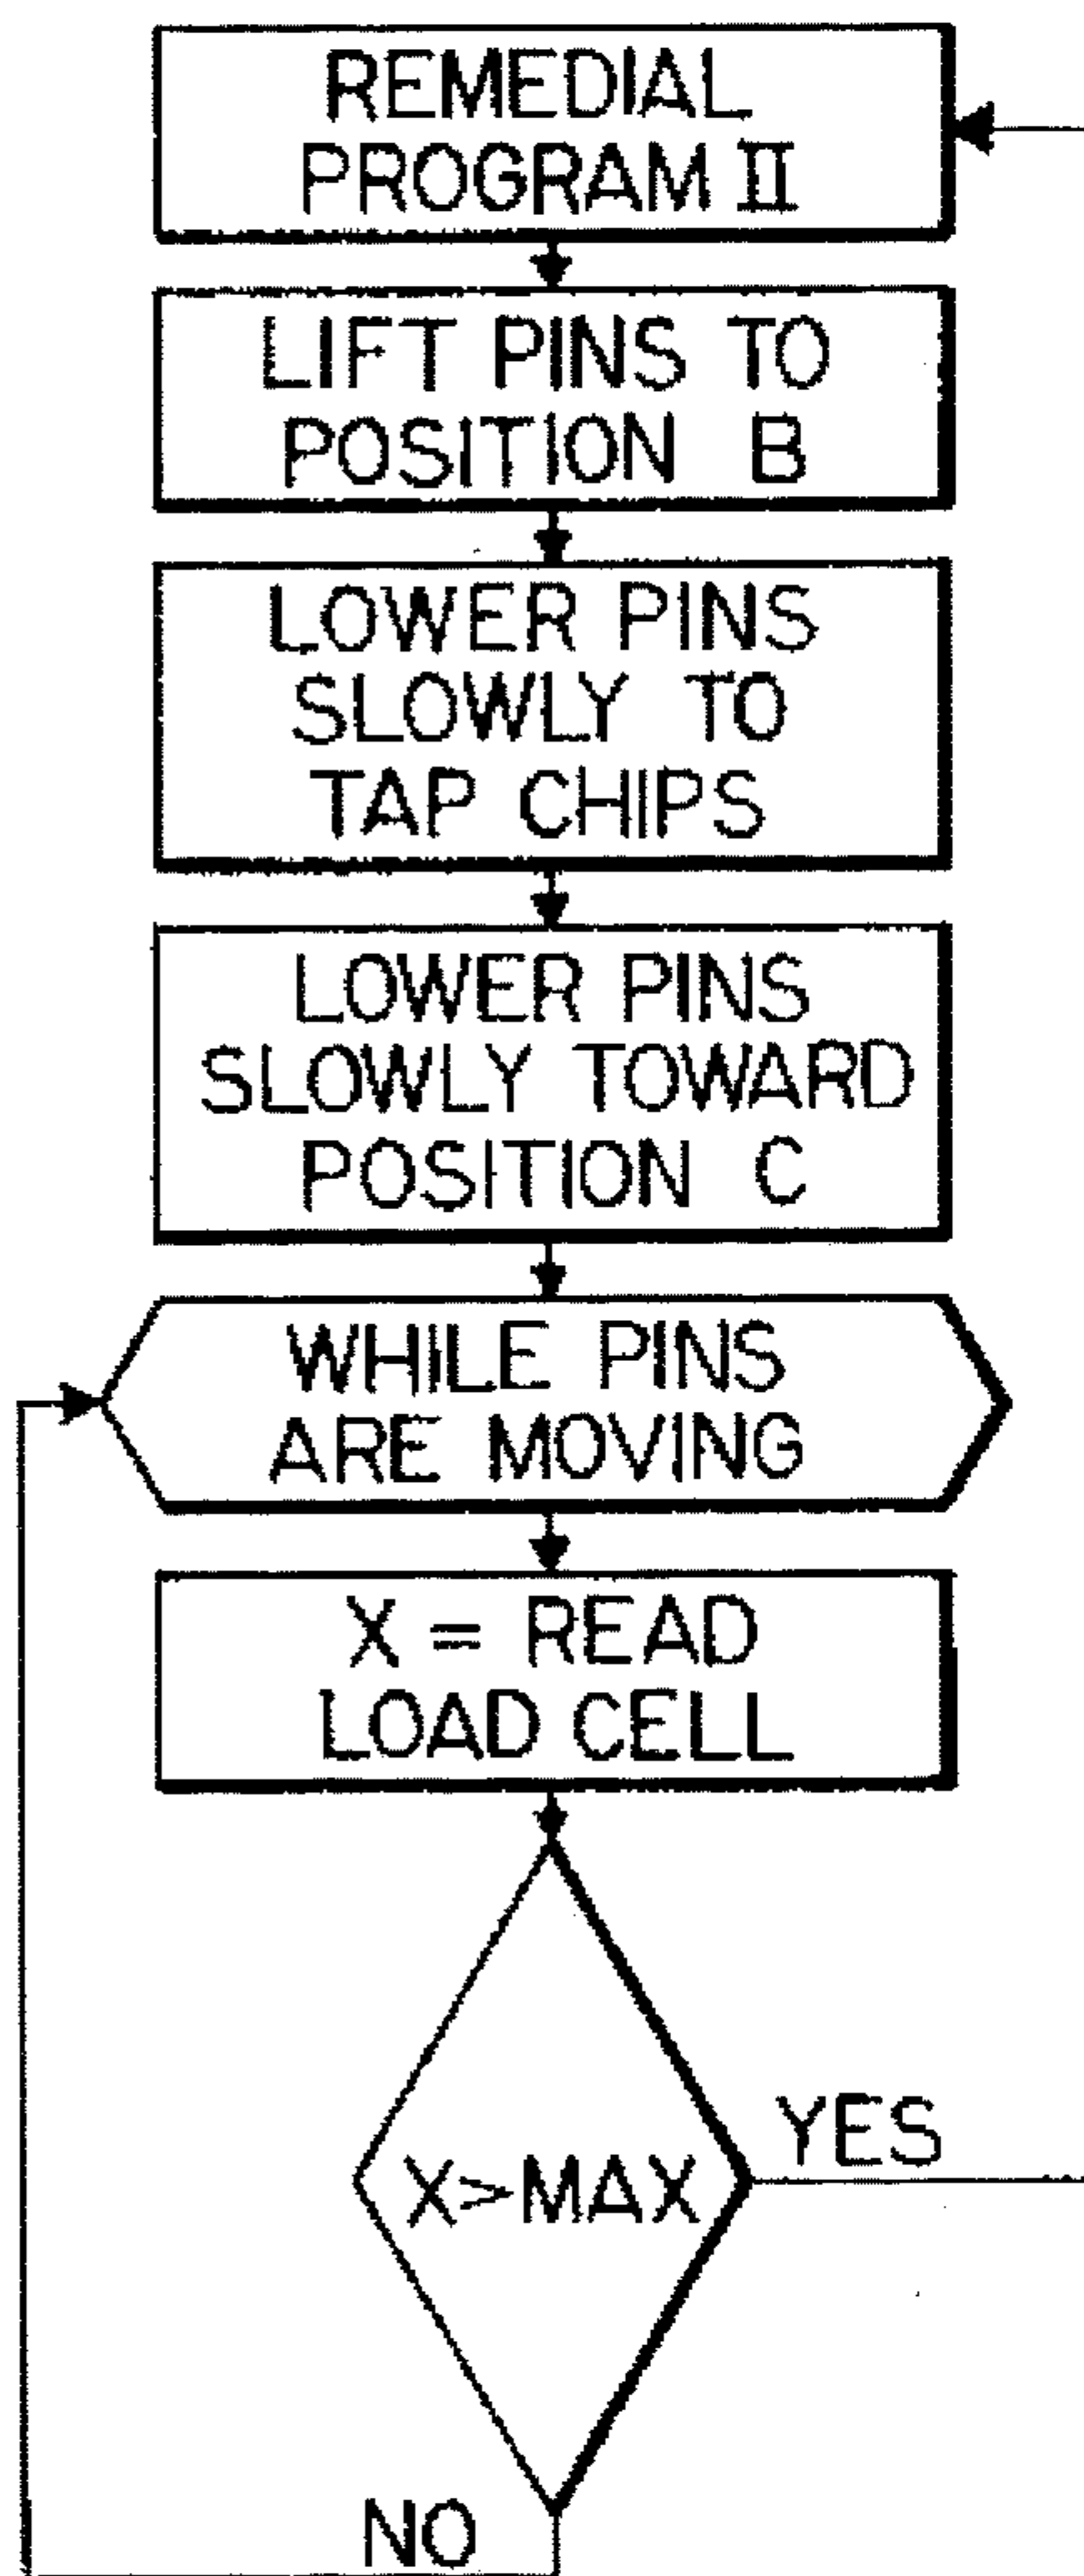 REMEDIAL
PROGRAM II
LIFT PINS TO
POSITION B
LOWER PINS
SLOWLY TO
TAP CHIPS
LOWER PINS
SLOWLY TOWARD
POSITION C
WHILE PINS
ARE MOVING
X = READ
LOAD CELL
YES
X>MAX
NO